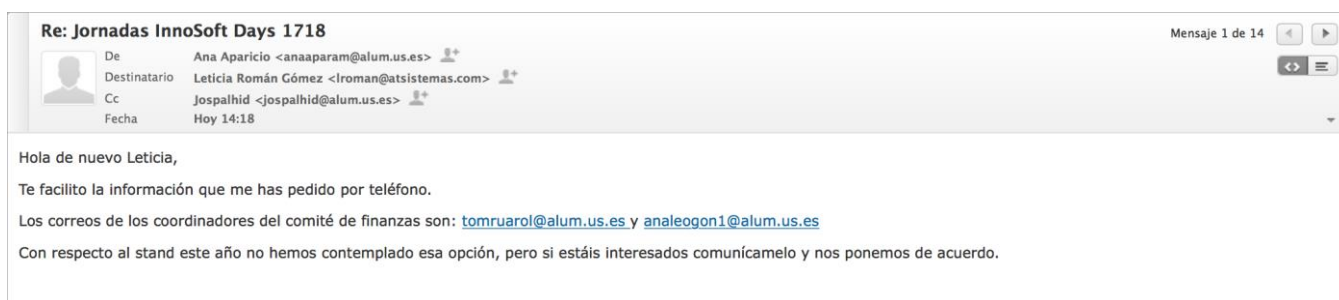 Re: Jornadas InnoSoft Days 1718
Mensaje 1 de 14
De Ana Aparicio <anaaparam@alum.us.es>
Destinatario Leticia Román Gómez <lroman@atsistemas.com>
Cc Jospalhid <jospalhid@alum.us.es>
Fecha Hoy 14:18
Hola de nuevo Leticia,
Te facilito la información que me has pedido por teléfono.
Los correos de los coordinadores del comité de finanzas son: tomruarol@alum.us.es y analeogon1@alum.us.es
Con respecto al stand este año no hemos contemplado esa opción, pero si estáis interesados comunícamelo y nos ponemos de acuerdo.